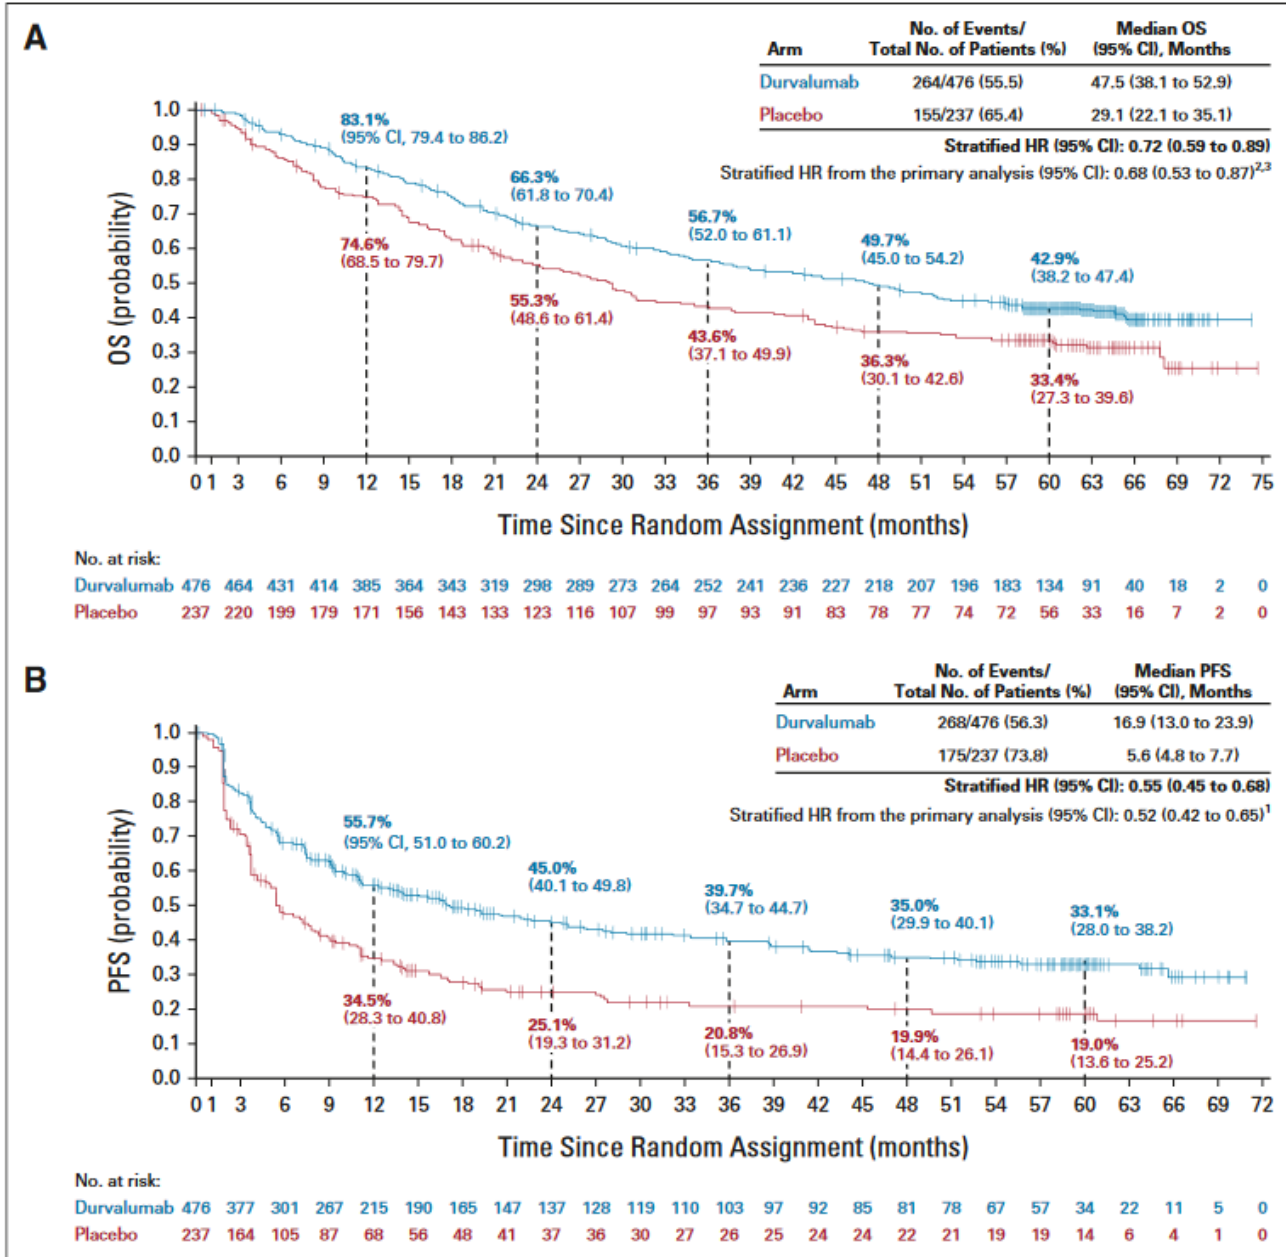 A
No. of Events/ Median OS
Arm Total No. of Patients (%) (95% CI), Months
Durvalumab 264/476 (55.5) 47.5 (38.1 to 52.9)
Placebo 155/237 (65.4) 29.1 (22.1 to 35.1)
Stratified HR (95% CI): 0.72 (0.59 to 0.89)
Stratified HR from the primary analysis (95% CI): 0.68 (0.53 to 0.87)2,3
OS (probability)
1.0
0.9
0.8
0.7
0.6
0.5
0.4
0.3
0.2
0.1
0.0
83.1%
(95% CI, 79.4 to 86.2)
66.3%
(61.8 to 70.4)
56.7%
(52.0 to 61.1)
49.7%
(45.0 to 54.2)
42.9%
(38.2 to 47.4)
74.6%
(68.5 to 79.7)
55.3%
(48.6 to 61.4)
43.6%
(37.1 to 49.9)
36.3%
(30.1 to 42.6)
33.4%
(27.3 to 39.6)
0 1 3 6 9 12 15 18 21 24 27 30 33 36 39 42 45 48 51 54 57 60 63 66 69 72 75
Time Since Random Assignment (months)
No. at risk:
Durvalumab 476 464 431 414 385 364 343 319 298 289 273 264 252 241 236 227 218 207 196 183 134 91 40 18 2 0
Placebo 237 220 199 179 171 156 143 133 123 116 107 99 97 93 91 83 78 77 74 72 56 33 16 7 2 0
B
No. of Events/ Median PFS
Arm Total No. of Patients (%) (95% CI), Months
Durvalumab 268/476 (56.3) 16.9 (13.0 to 23.9)
Placebo 175/237 (73.8) 5.6 (4.8 to 7.7)
Stratified HR (95% CI): 0.55 (0.45 to 0.68)
Stratified HR from the primary analysis (95% CI): 0.52 (0.42 to 0.65)1
PFS (probability)
1.0
0.9
0.8
0.7
0.6
0.5
0.4
0.3
0.2
0.1
0.0
55.7%
(95% CI, 51.0 to 60.2)
45.0%
(40.1 to 49.8)
39.7%
(34.7 to 44.7)
35.0%
(29.9 to 40.1)
33.1%
(28.0 to 38.2)
34.5%
(28.3 to 40.8)
25.1%
(19.3 to 31.2)
20.8%
(15.3 to 26.9)
19.9%
(14.4 to 26.1)
19.0%
(13.6 to 25.2)
0 1 3 6 9 12 15 18 21 24 27 30 33 36 39 42 45 48 51 54 57 60 63 66 69 72
Time Since Random Assignment (months)
No. at risk:
Durvalumab 476 377 301 267 215 190 165 147 137 128 119 110 103 97 92 85 81 78 67 57 34 22 11 5 0
Placebo 237 164 105 87 68 56 48 41 37 36 30 27 26 25 24 24 22 21 19 19 14 6 4 1 0